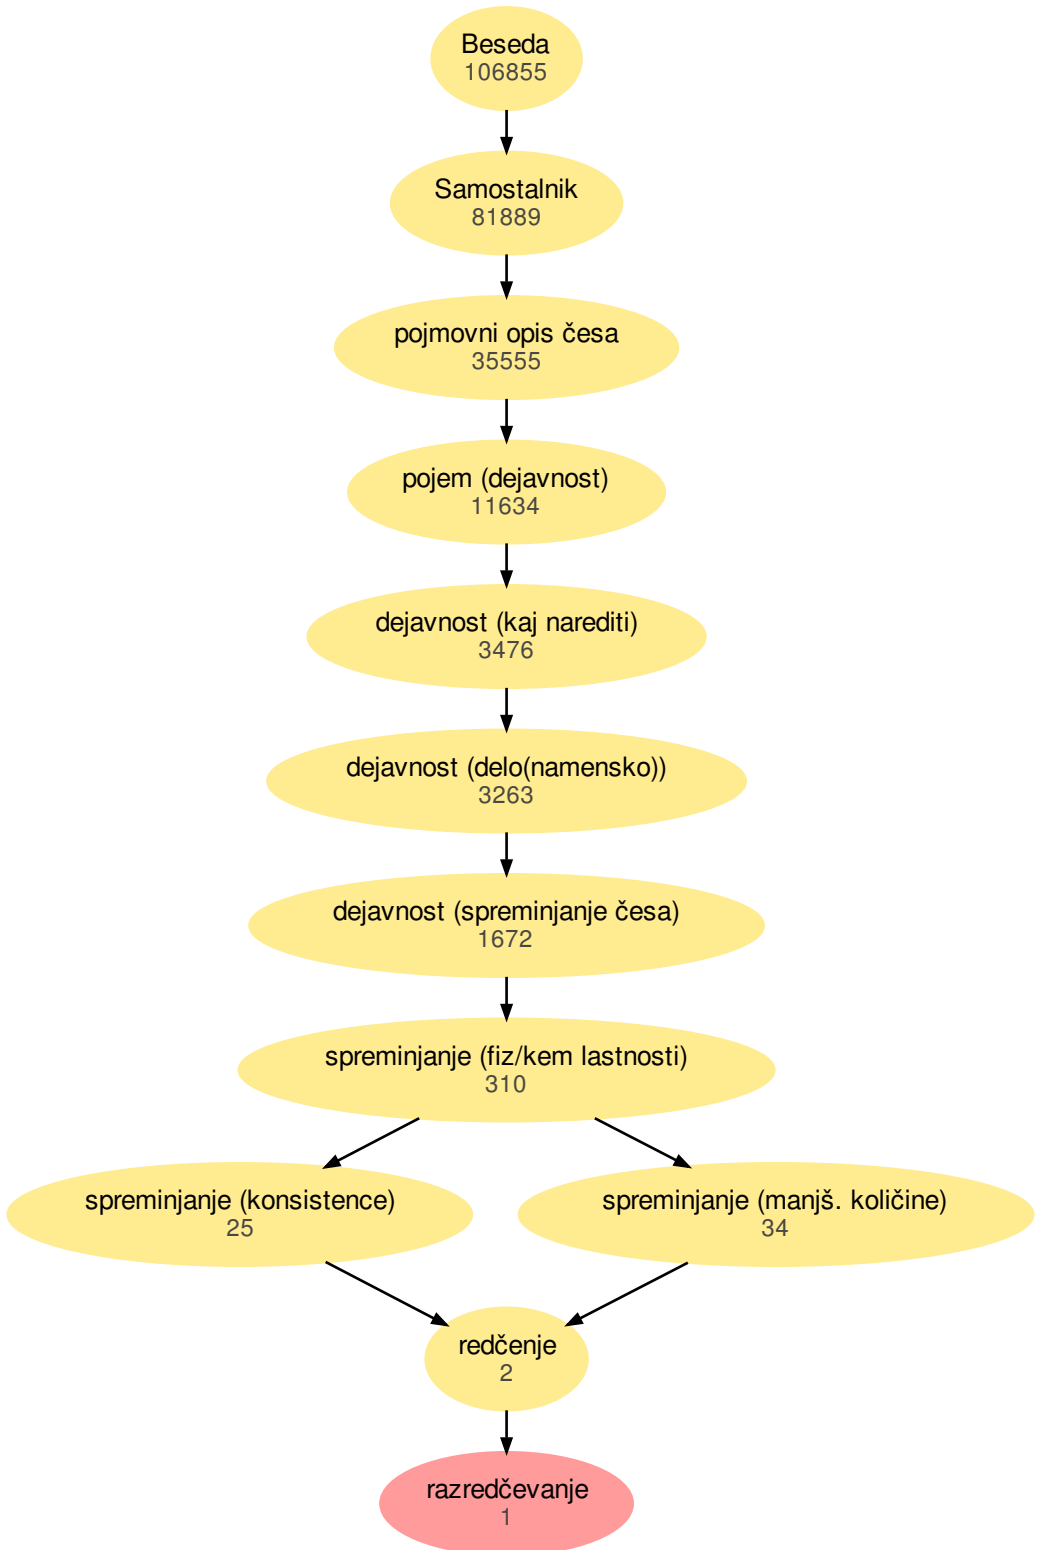 Beseda
106855
Samostalnik
81889
pojmovni opis česa
35555
pojem (dejavnost)
11634
dejavnost (kaj narediti)
3476
dejavnost (delo(namensko))
3263
dejavnost (spreminjanje česa)
1672
spreminjanje (fiz/kem lastnosti)
310
spreminjanje (konsistence)
25
spreminjanje (manjš. količine)
34
redčenje
2
razredčevanje
1